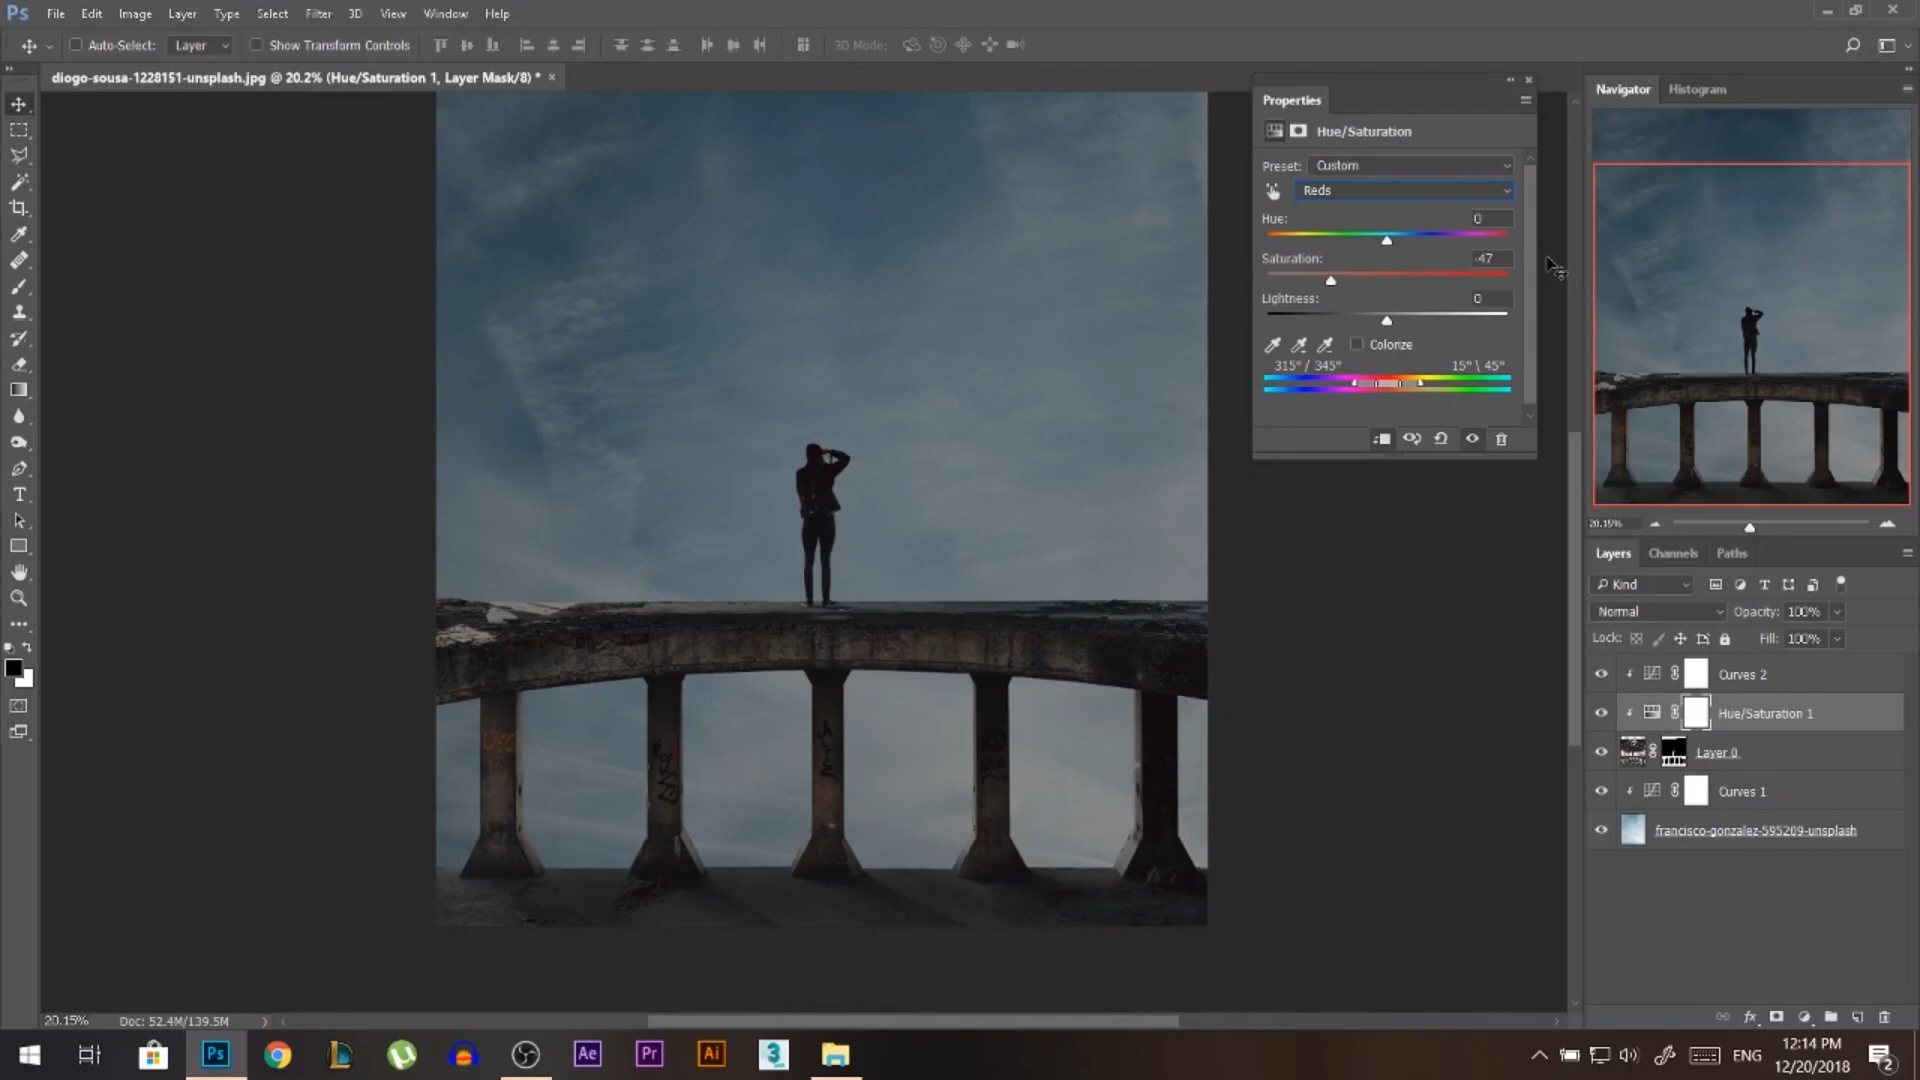 Ps File Edit Image Layer Type Select Filter 3D View Window Help
Auto-Select: Layer Show Transform Controls 3D Mode:
diogo-sousa-1228151-unsplash.jpg @ 20.2% (Hue/Saturation 1, Layer Mask/8) * ×
Properties
Hue/Saturation
Preset: Custom
Reds
Hue: 0
Saturation: -47
Lightness: 0
Colorize
315° / 345° 15° \ 45°
Navigator Histogram
20.15%
Layers Channels Paths
Kind
Normal Opacity: 100%
Lock: Fill: 100%
Curves 2
Hue/Saturation 1
Layer 0
Curves 1
francisco-gonzalez-595209-unsplash
20.15% Doc: 52.4M/139.5M
Ps Ae Pr Ai 3
ENG
12:14 PM
12/20/2018
2